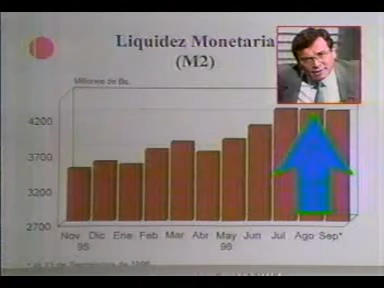 Liquidez Monetaria
(M2)
Millones de Bs.
4200
3700
3200
2700
Nov Dic Ene Feb Mar Abr May Jun Jul Ago Sep*
95 96